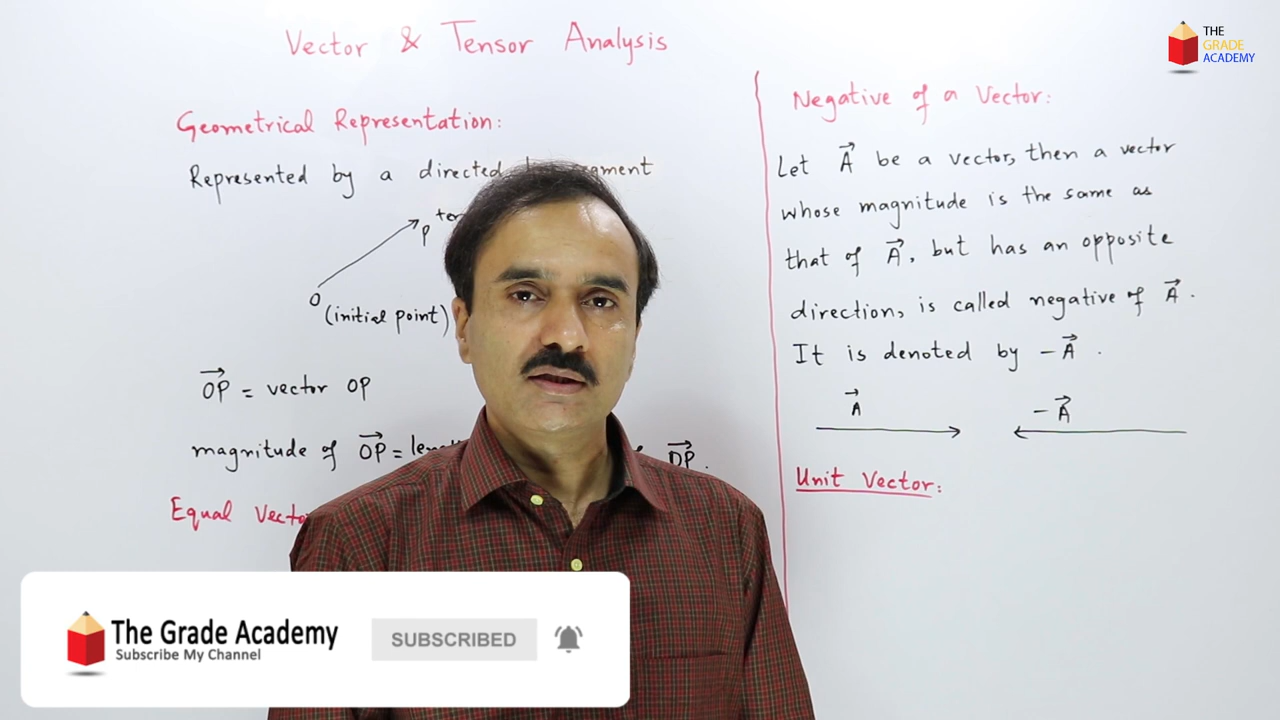 Vector & Tensor Analysis
THE
GRADE
ACADEMY
Geometrical Representation:
Represented by a directed
P
O
(initial point)
OP⃗ = vector OP
magnitude of OP⃗ =
OP⃗.
Equal
Negative of a Vector:
Let A⃗ be a vector, then a vector
whose magnitude is the same as
that of A⃗, but has an opposite
direction, is called negative of A⃗.
It is denoted by -A⃗.
A⃗ -A⃗
Unit Vector:
The Grade Academy
Subscribe My Channel
SUBSCRIBED